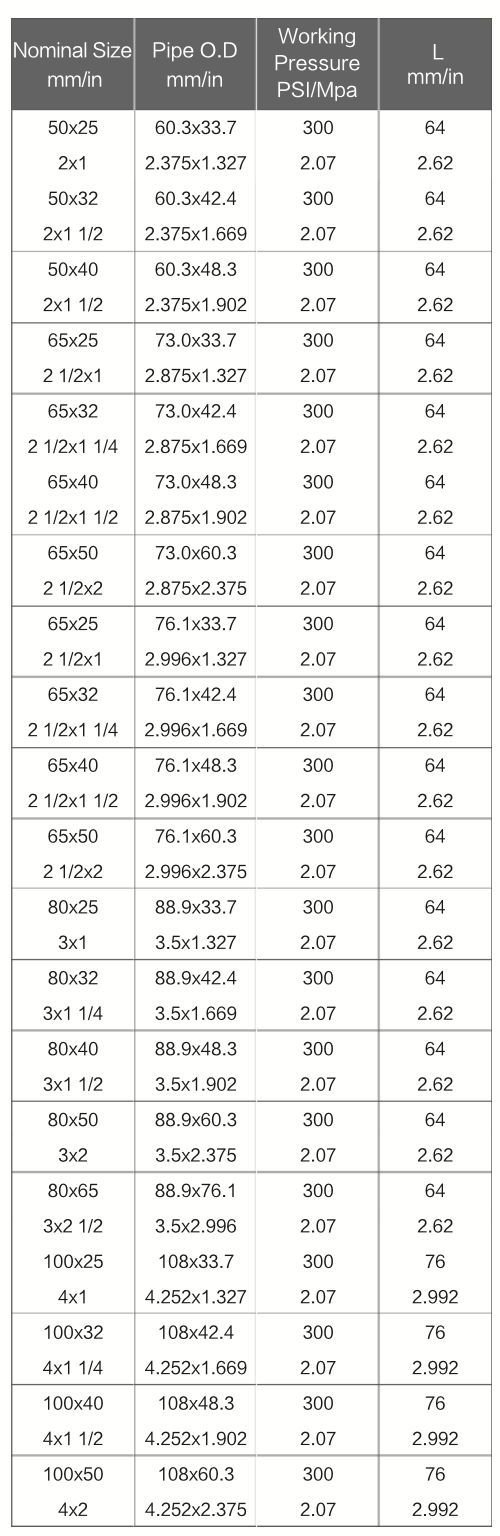 Nominal Size mm/in | Pipe O.D mm/in | Working Pressure PSI/Mpa | L mm/in
50x25 60.3x33.7 300 64
2x1 2.375x1.327 2.07 2.62
50x32 60.3x42.4 300 64
2x1 1/2 2.375x1.669 2.07 2.62
50x40 60.3x48.3 300 64
2x1 1/2 2.375x1.902 2.07 2.62
65x25 73.0x33.7 300 64
2 1/2x1 2.875x1.327 2.07 2.62
65x32 73.0x42.4 300 64
2 1/2x1 1/4 2.875x1.669 2.07 2.62
65x40 73.0x48.3 300 64
2 1/2x1 1/2 2.875x1.902 2.07 2.62
65x50 73.0x60.3 300 64
2 1/2x2 2.875x2.375 2.07 2.62
65x25 76.1x33.7 300 64
2 1/2x1 2.996x1.327 2.07 2.62
65x32 76.1x42.4 300 64
2 1/2x1 1/4 2.996x1.669 2.07 2.62
65x40 76.1x48.3 300 64
2 1/2x1 1/2 2.996x1.902 2.07 2.62
65x50 76.1x60.3 300 64
2 1/2x2 2.996x2.375 2.07 2.62
80x25 88.9x33.7 300 64
3x1 3.5x1.327 2.07 2.62
80x32 88.9x42.4 300 64
3x1 1/4 3.5x1.669 2.07 2.62
80x40 88.9x48.3 300 64
3x1 1/2 3.5x1.902 2.07 2.62
80x50 88.9x60.3 300 64
3x2 3.5x2.375 2.07 2.62
80x65 88.9x76.1 300 64
3x2 1/2 3.5x2.996 2.07 2.62
100x25 108x33.7 300 76
4x1 4.252x1.327 2.07 2.992
100x32 108x42.4 300 76
4x1 1/4 4.252x1.669 2.07 2.992
100x40 108x48.3 300 76
4x1 1/2 4.252x1.902 2.07 2.992
100x50 108x60.3 300 76
4x2 4.252x2.375 2.07 2.992